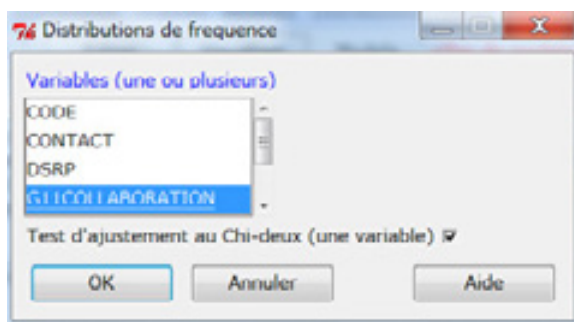 Distributions de frequence
Variables (une ou plusieurs)
CODE
CONTACT
DSRP
G11COLLABORATION
Test d'ajustement au Chi-deux (une variable)
OK
Annuler
Aide